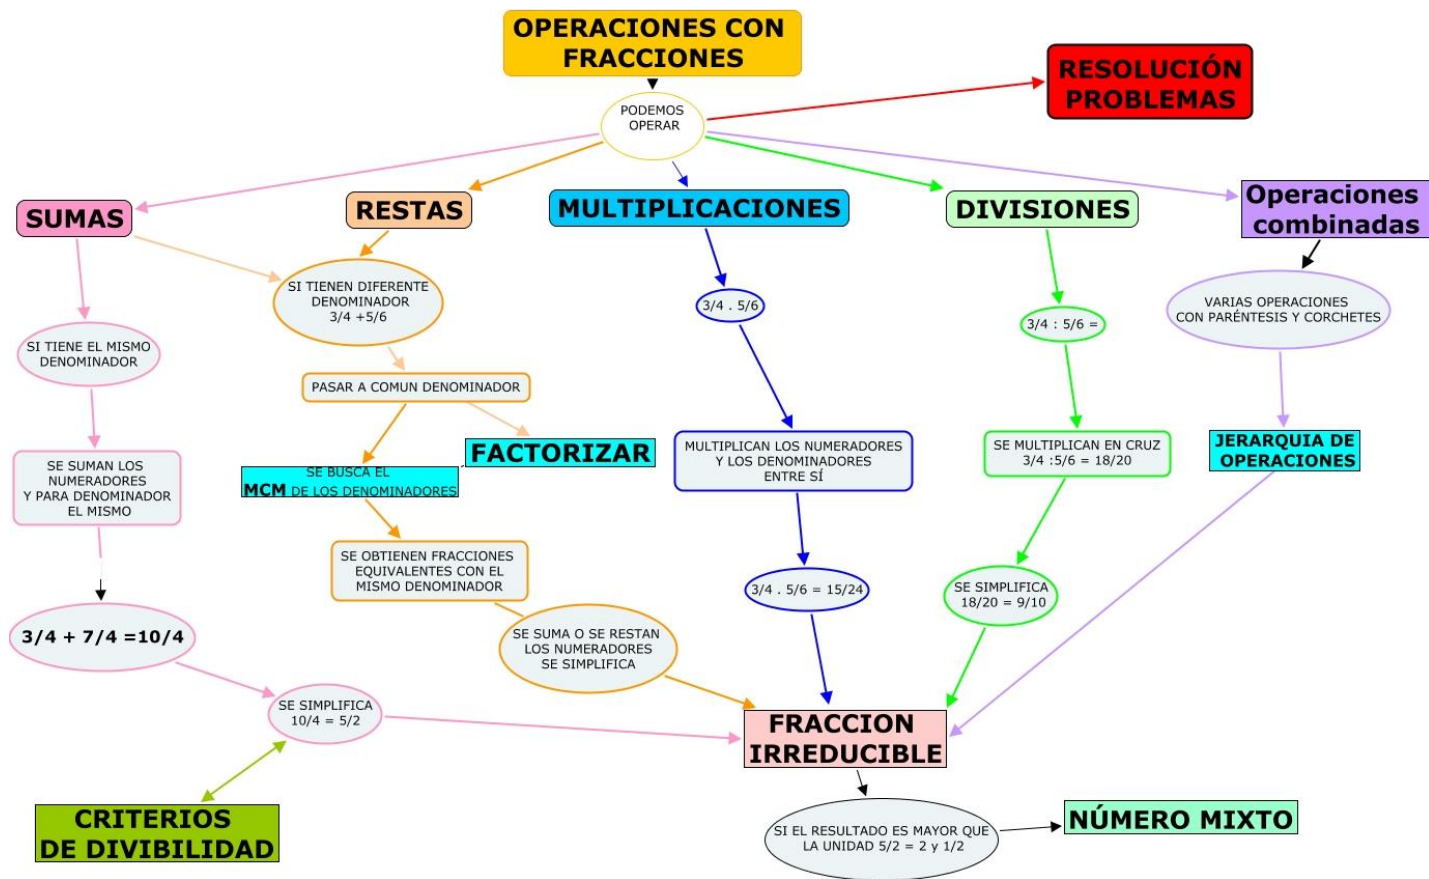 OPERACIONES CON
FRACCIONES
RESOLUCIÓN
PROBLEMAS
PODEMOS
OPERAR
SUMAS
RESTAS
MULTIPLICACIONES
DIVISIONES
Operaciones
combinadas
SI TIENEN DIFERENTE
DENOMINADOR
3/4 +5/6
3/4 . 5/6
3/4 : 5/6 =
VARIAS OPERACIONES
CON PARÉNTESIS Y CORCHETES
SI TIENE EL MISMO
DENOMINADOR
PASAR A COMUN DENOMINADOR
FACTORIZAR
SE BUSCA EL
MCM DE LOS DENOMINADORES
MULTIPLICAN LOS NUMERADORES
Y LOS DENOMINADORES
ENTRE SÍ
SE MULTIPLICAN EN CRUZ
3/4 :5/6 = 18/20
JERARQUIA DE
OPERACIONES
SE SUMAN LOS
NUMERADORES
Y PARA DENOMINADOR
EL MISMO
SE OBTIENEN FRACCIONES
EQUIVALENTES CON EL
MISMO DENOMINADOR
3/4 . 5/6 = 15/24
SE SIMPLIFICA
18/20 = 9/10
3/4 + 7/4 =10/4
SE SUMA O SE RESTAN
LOS NUMERADORES
SE SIMPLIFICA
SE SIMPLIFICA
10/4 = 5/2
FRACCION
IRREDUCIBLE
CRITERIOS
DE DIVIBILIDAD
SI EL RESULTADO ES MAYOR QUE
LA UNIDAD 5/2 = 2 y 1/2
NÚMERO MIXTO